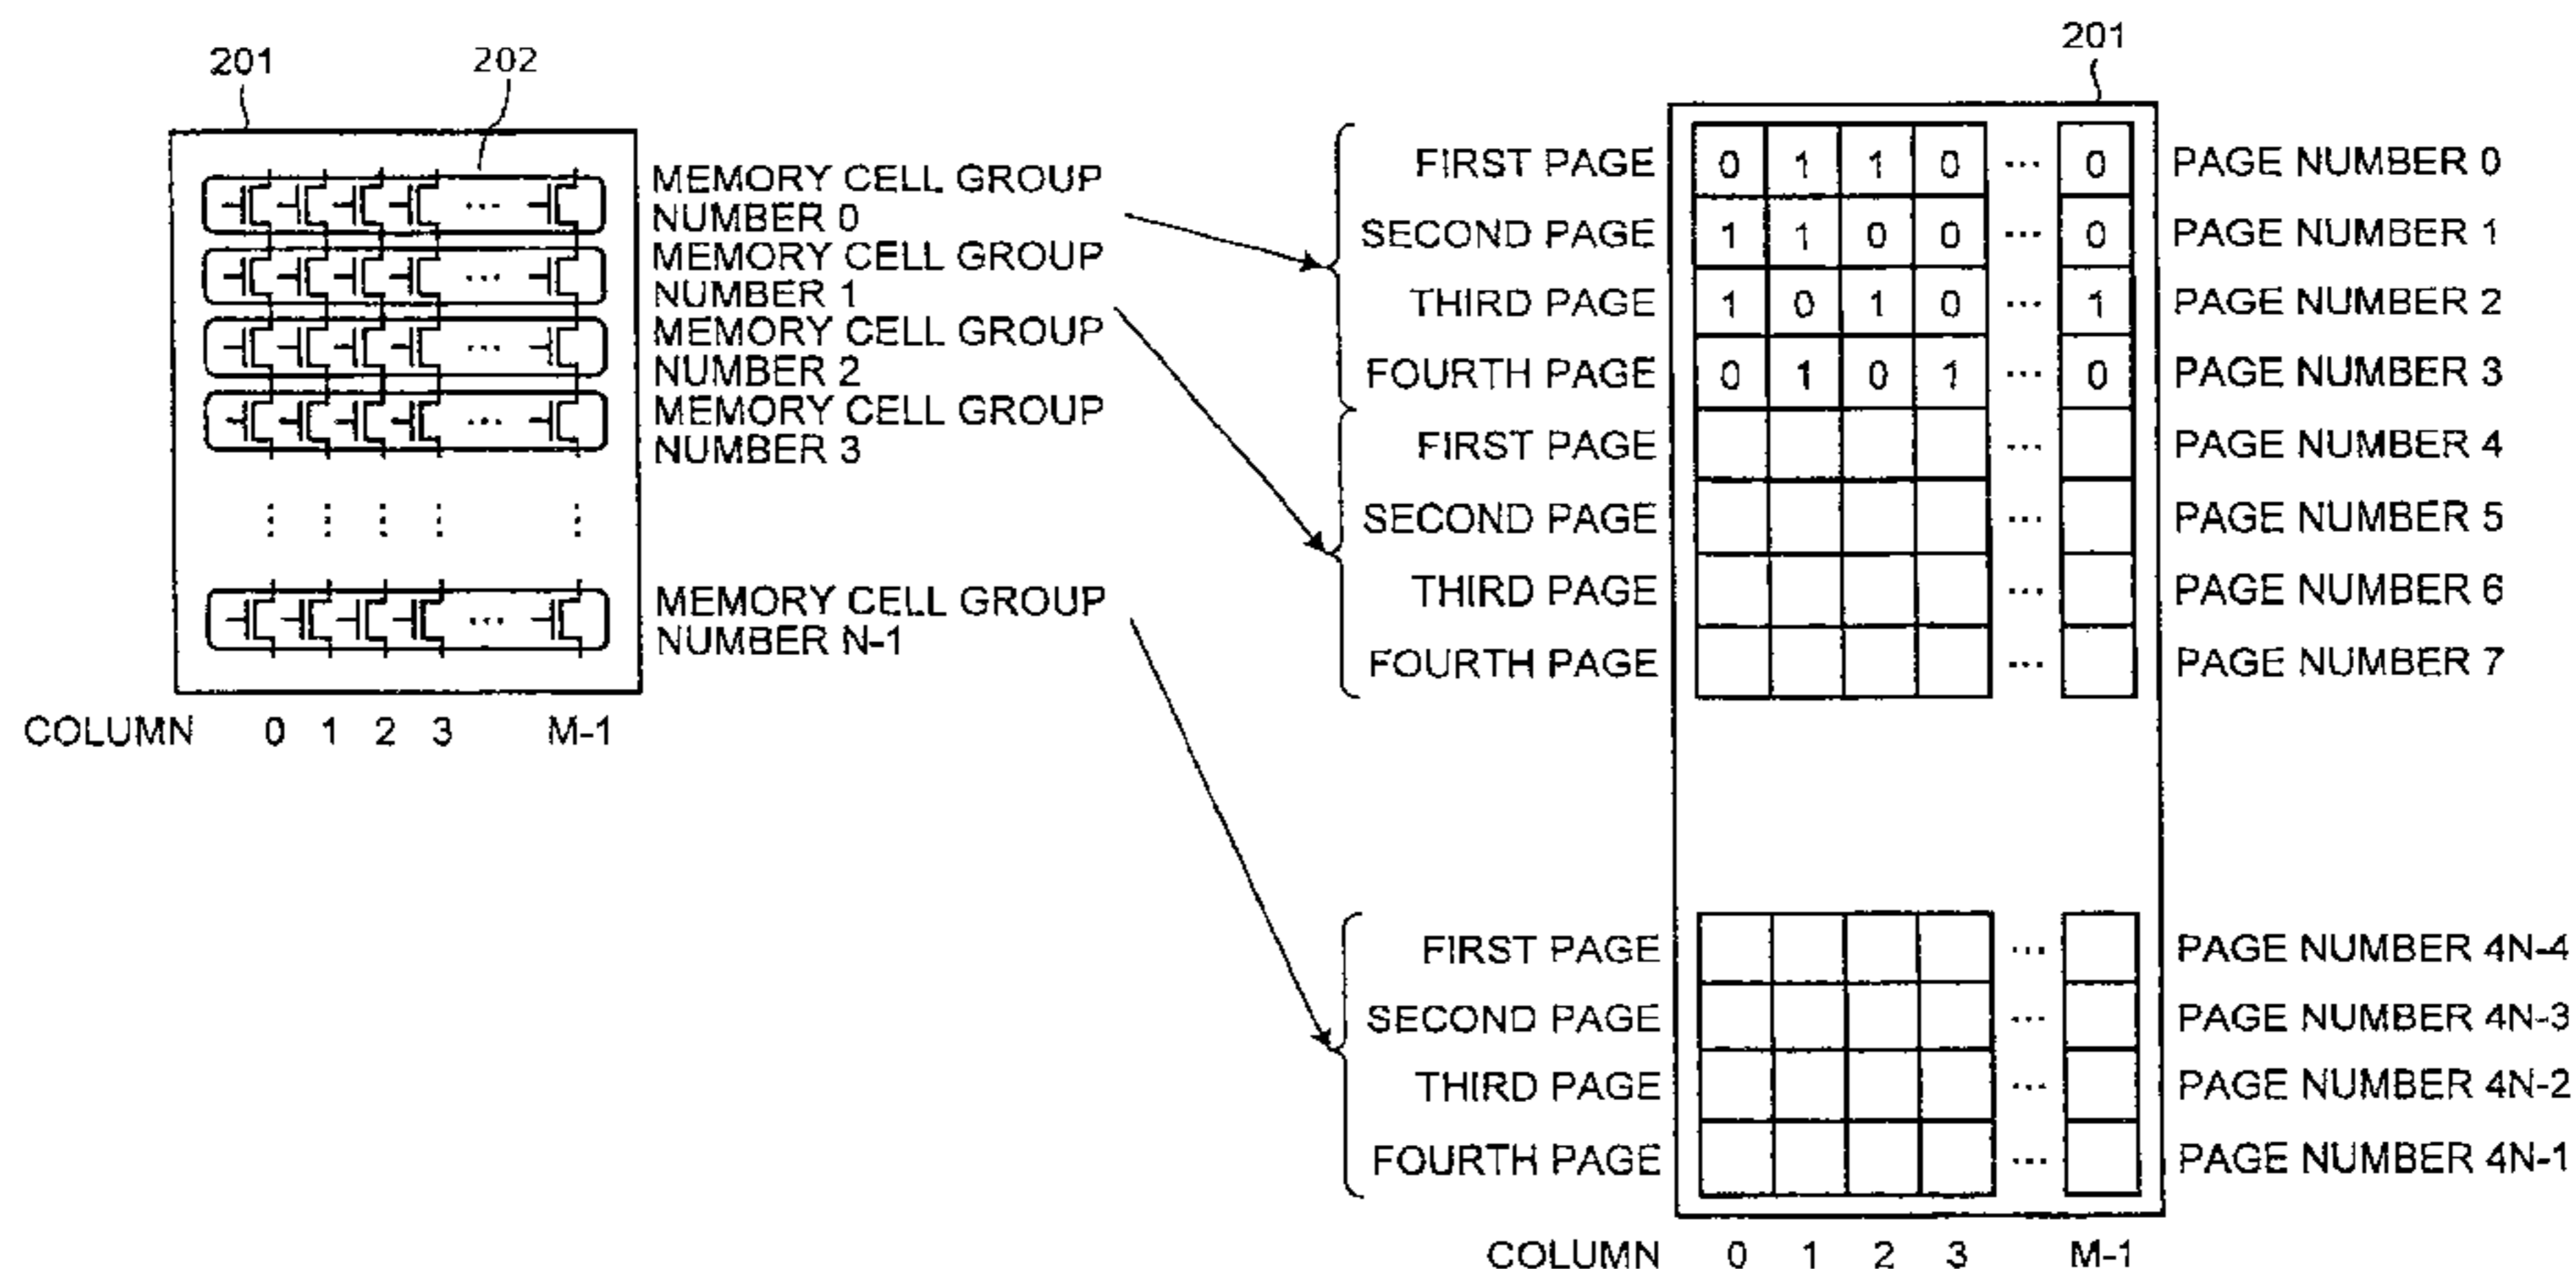 201 202
MEMORY CELL GROUP
NUMBER 0
MEMORY CELL GROUP
NUMBER 1
MEMORY CELL GROUP
NUMBER 2
MEMORY CELL GROUP
NUMBER 3
MEMORY CELL GROUP
NUMBER N-1
COLUMN 0 1 2 3 M-1
201
FIRST PAGE 0 1 1 0 ... 0 PAGE NUMBER 0
SECOND PAGE 1 1 0 0 ... 0 PAGE NUMBER 1
THIRD PAGE 1 0 1 0 ... 1 PAGE NUMBER 2
FOURTH PAGE 0 1 0 1 ... 0 PAGE NUMBER 3
FIRST PAGE ... PAGE NUMBER 4
SECOND PAGE ... PAGE NUMBER 5
THIRD PAGE ... PAGE NUMBER 6
FOURTH PAGE ... PAGE NUMBER 7
FIRST PAGE ... PAGE NUMBER 4N-4
SECOND PAGE ... PAGE NUMBER 4N-3
THIRD PAGE ... PAGE NUMBER 4N-2
FOURTH PAGE ... PAGE NUMBER 4N-1
COLUMN 0 1 2 3 M-1